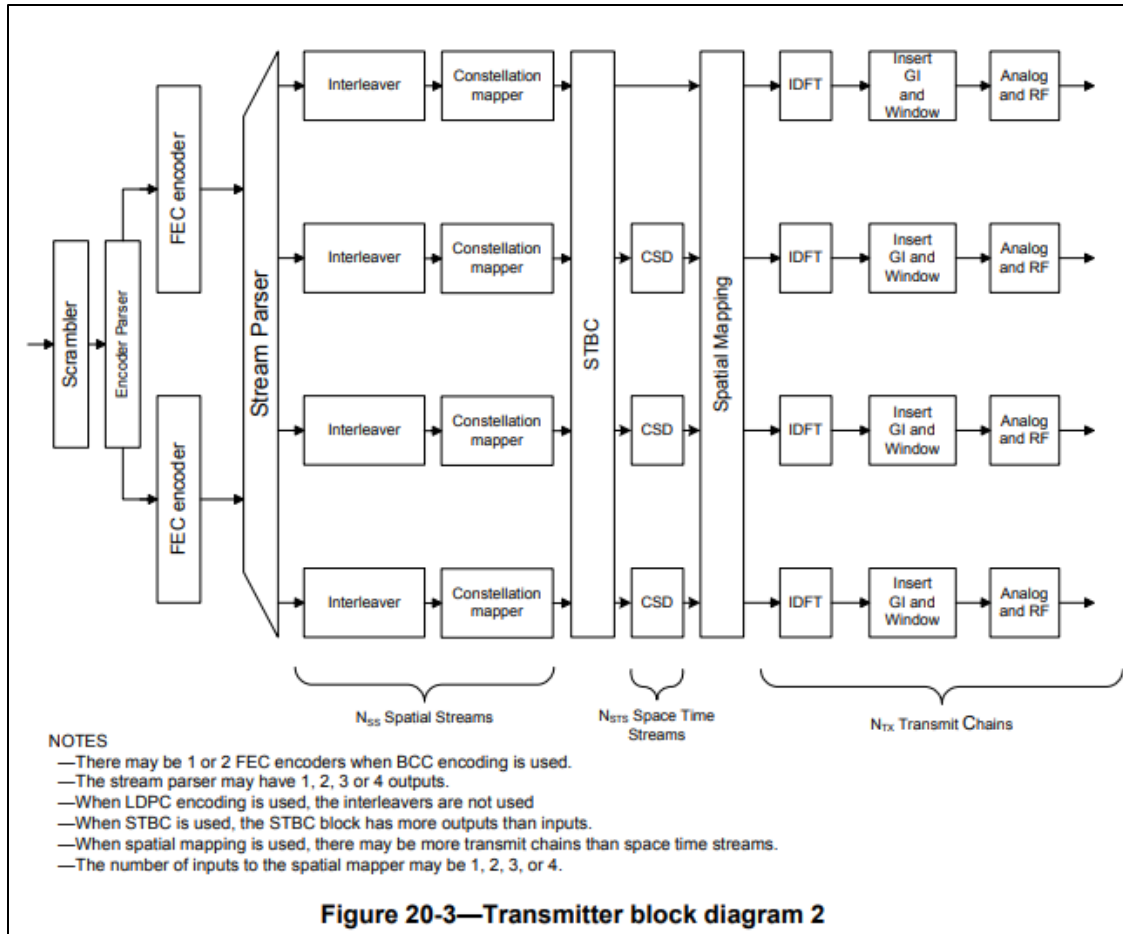 Scrambler
Encoder Parser
FEC encoder
FEC encoder
Stream Parser
Interleaver
Constellation
mapper
Interleaver
Constellation
mapper
Interleaver
Constellation
mapper
Interleaver
Constellation
mapper
STBC
CSD
CSD
CSD
Spatial Mapping
IDFT
Insert
GI
and
Window
Analog
and RF
IDFT
Insert
GI and
Window
Analog
and RF
IDFT
Insert
GI and
Window
Analog
and RF
IDFT
Insert
GI and
Window
Analog
and RF
NSS Spatial Streams
NSTS Space Time
Streams
NTX Transmit Chains
NOTES
—There may be 1 or 2 FEC encoders when BCC encoding is used.
—The stream parser may have 1, 2, 3 or 4 outputs.
—When LDPC encoding is used, the interleavers are not used
—When STBC is used, the STBC block has more outputs than inputs.
—When spatial mapping is used, there may be more transmit chains than space time streams.
—The number of inputs to the spatial mapper may be 1, 2, 3, or 4.
Figure 20-3—Transmitter block diagram 2